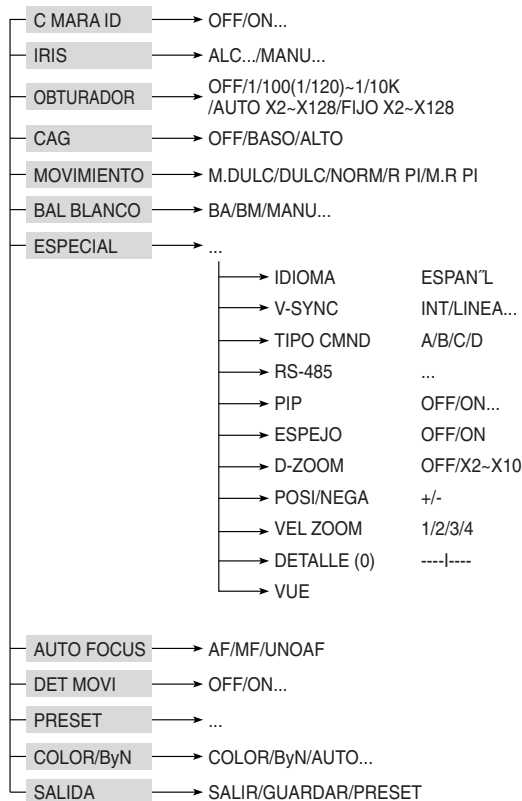 C MARA ID OFF/ON...
IRIS ALC.../MANU...
OBTURADOR OFF/1/100(1/120)~1/10K
/AUTO X2~X128/FIJO X2~X128
CAG OFF/BASO/ALTO
MOVIMIENTO M.DULC/DULC/NORM/R PI/M.R PI
BAL BLANCO BA/BM/MANU...
ESPECIAL ...
IDIOMA ESPAN˝L
V-SYNC INT/LINEA...
TIPO CMND A/B/C/D
RS-485 ...
PIP OFF/ON...
ESPEJO OFF/ON
D-ZOOM OFF/X2~X10
POSI/NEGA +/-
VEL ZOOM 1/2/3/4
DETALLE (0) ----I----
VUE
AUTO FOCUS AF/MF/UNOAF
DET MOVI OFF/ON...
PRESET ...
COLOR/ByN COLOR/ByN/AUTO...
SALIDA SALIR/GUARDAR/PRESET